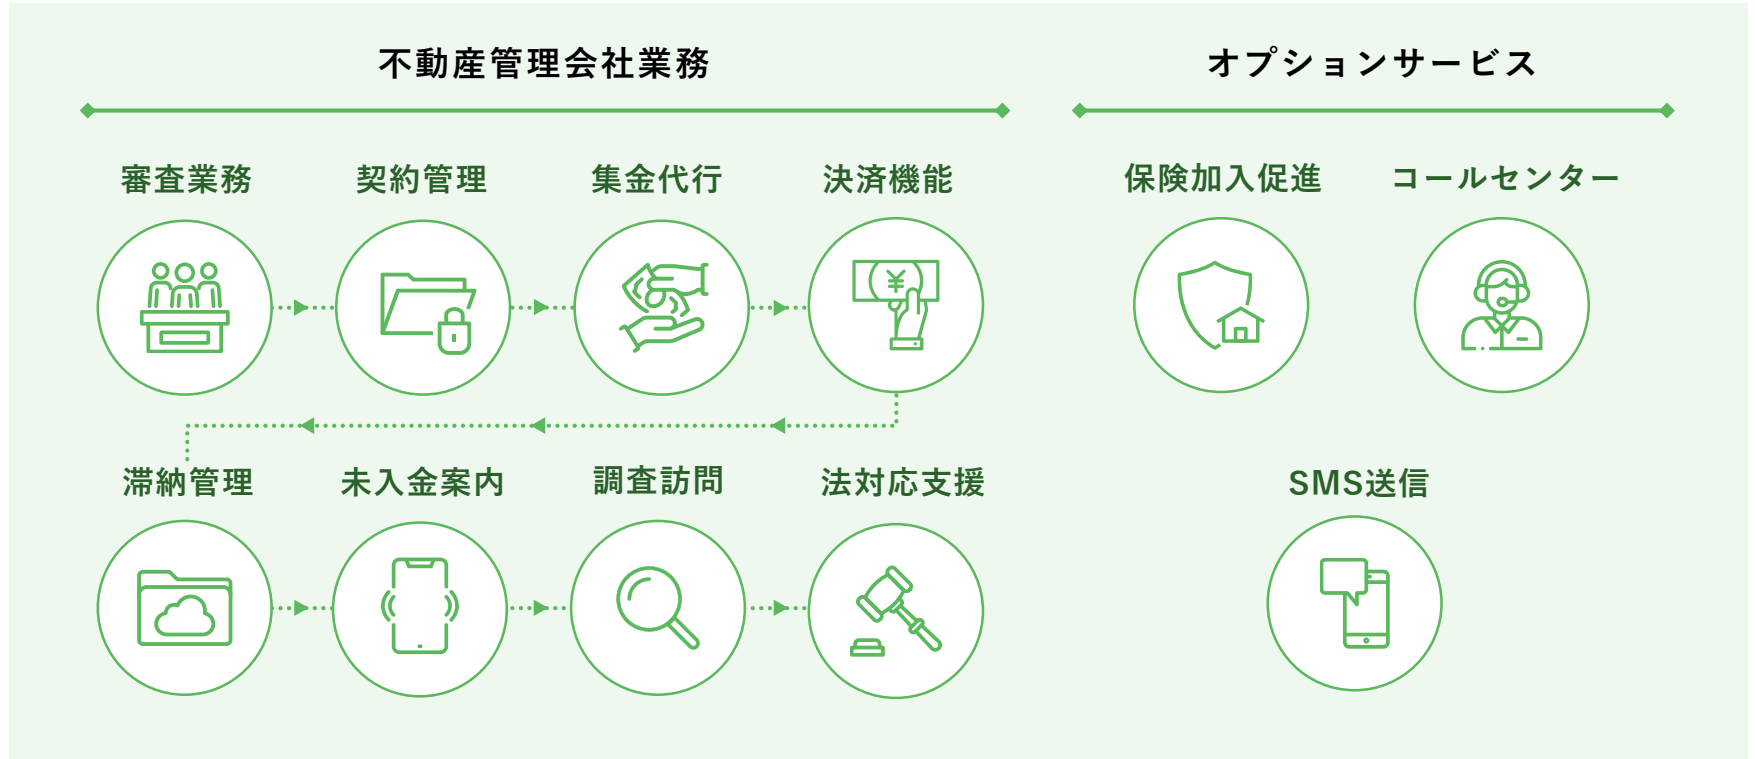 不動産管理会社業務
オプションサービス
審査業務
契約管理
集金代行
決済機能
保険加入促進
コールセンター
¥
滞納管理
未入金案内
調査訪問
法対応支援
SMS送信